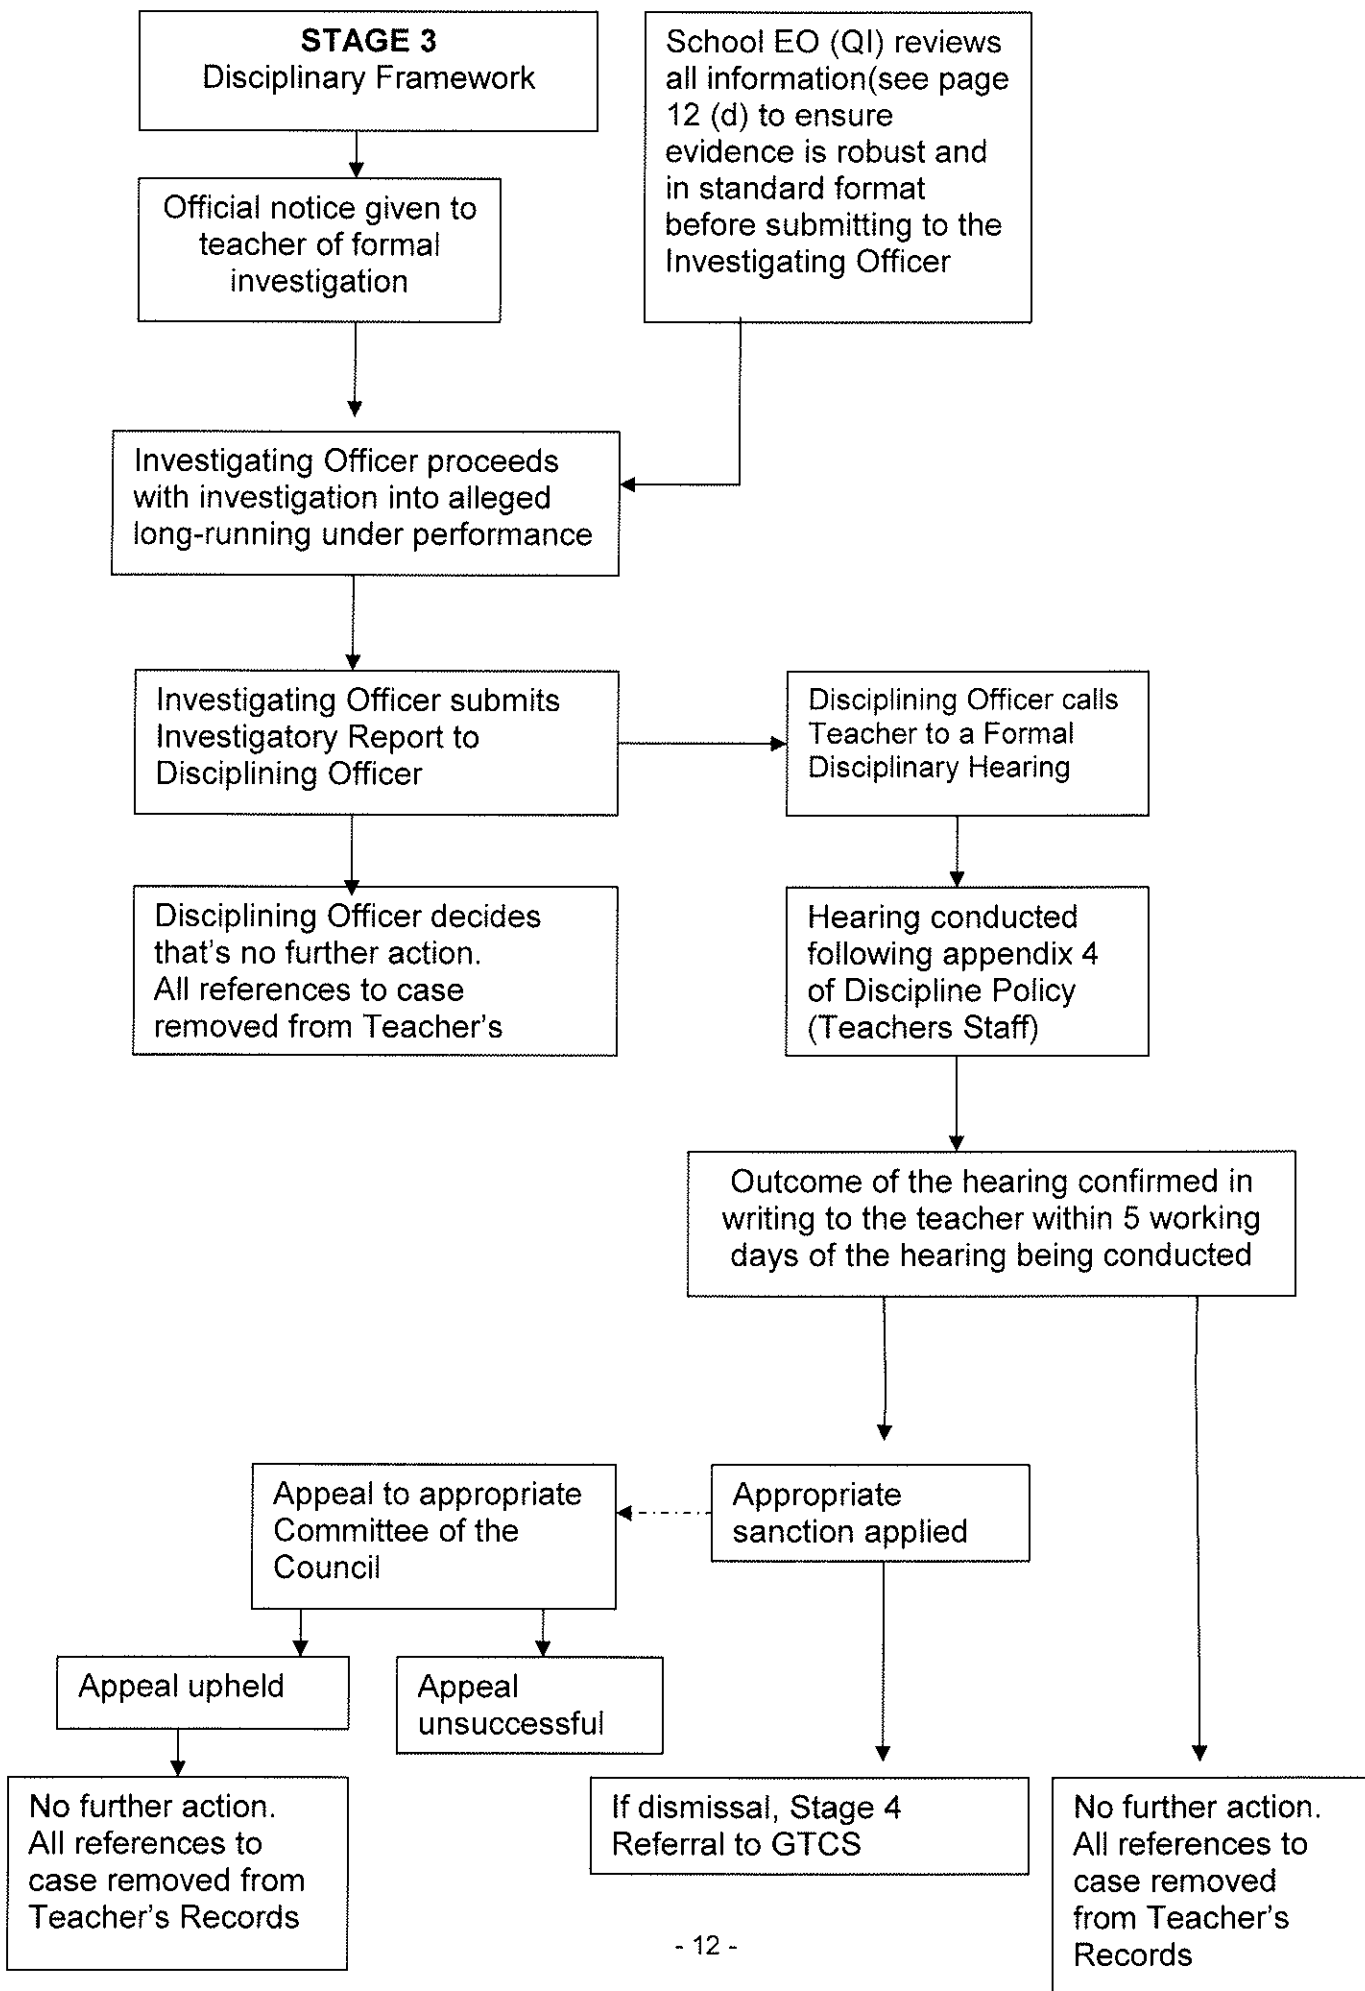 STAGE 3
Disciplinary Framework
School EO (QI) reviews
all information(see page
12 (d) to ensure
evidence is robust and
in standard format
before submitting to the
Investigating Officer
Official notice given to
teacher of formal
investigation
Investigating Officer proceeds
with investigation into alleged
long-running under performance
Investigating Officer submits
Investigatory Report to
Disciplining Officer
Disciplining Officer calls
Teacher to a Formal
Disciplinary Hearing
Disciplining Officer decides
that's no further action.
All references to case
removed from Teacher's
Hearing conducted
following appendix 4
of Discipline Policy
(Teachers Staff)
Outcome of the hearing confirmed in
writing to the teacher within 5 working
days of the hearing being conducted
Appeal to appropriate
Committee of the
Council
Appropriate
sanction applied
Appeal upheld
Appeal
unsuccessful
No further action.
All references to
case removed from
Teacher's Records
If dismissal, Stage 4
Referral to GTCS
No further action.
All references to
case removed
from Teacher's
Records
- 12 -